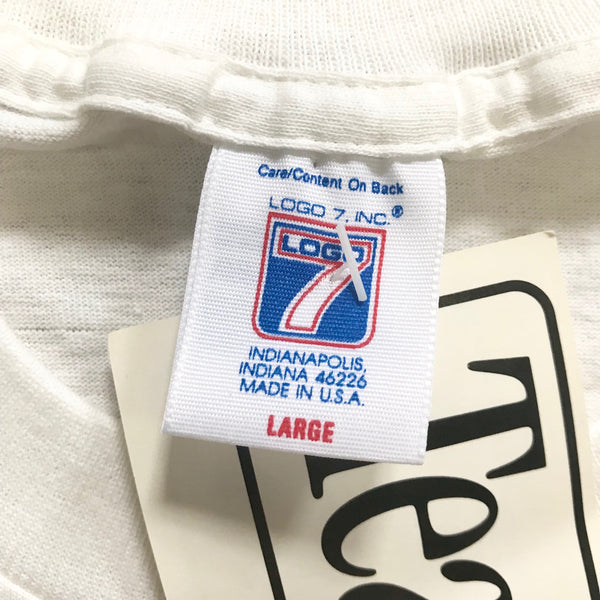 Care/Content On Back
LOGO 7, INC.®
LOGO
7
INDIANAPOLIS,
INDIANA 46226
MADE IN U.S.A.
LARGE
Te